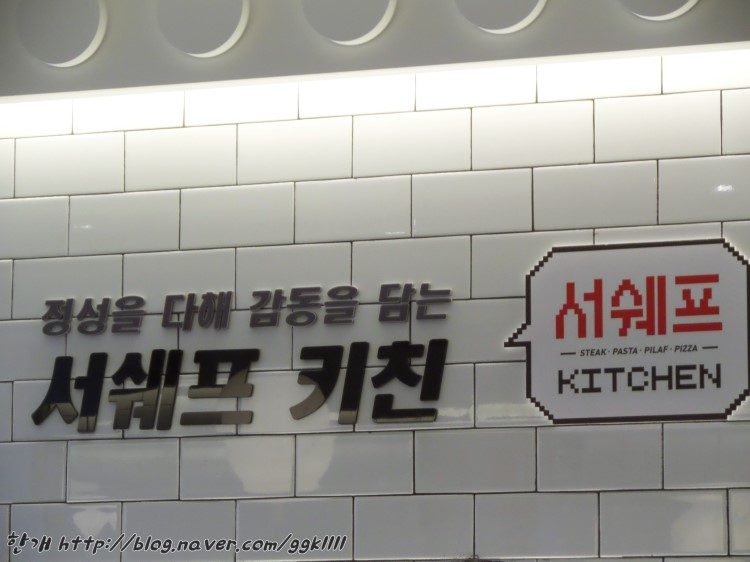 정성을 다해 감동을 담는
서쉐프 키친
서쉐프
STEAK · PASTA · PILAF · PIZZA
KITCHEN
한개 http://blog.naver.com/ggk1111